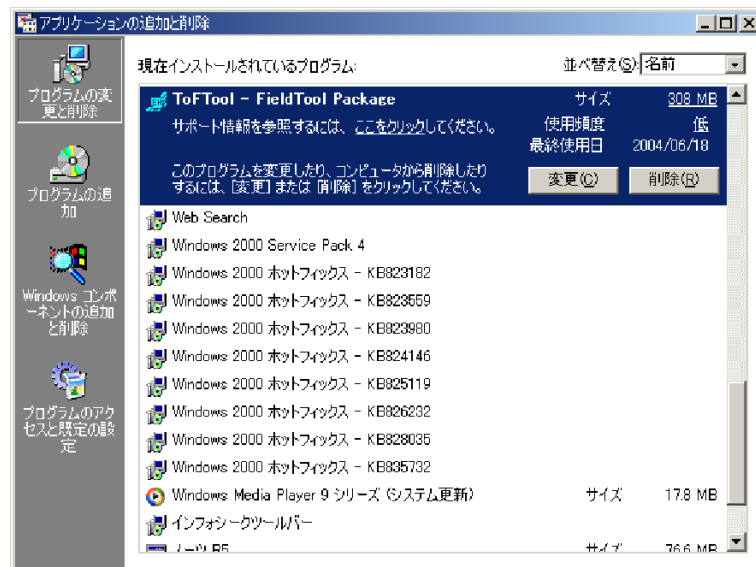 アプリケーションの追加と削除
プログラムの変
更と削除
プログラムの追
加
Windows コンポ
ーネントの追加
と削除
プログラムのアク
セスと既定の設
定
現在インストールされているプログラム:
並べ替え(S): 名前
ToFTool - FieldTool Package サイズ 308 MB
サポート情報を参照するには、ここをクリックしてください。 使用頻度 低
最終使用日 2004/06/18
このプログラムを変更したり、コンピュータから削除したり
するには、[変更] または [削除] をクリックしてください。 変更(C) 削除(R)
Web Search
Windows 2000 Service Pack 4
Windows 2000 ホットフィックス - KB823182
Windows 2000 ホットフィックス - KB823559
Windows 2000 ホットフィックス - KB823980
Windows 2000 ホットフィックス - KB824146
Windows 2000 ホットフィックス - KB825119
Windows 2000 ホットフィックス - KB826232
Windows 2000 ホットフィックス - KB828035
Windows 2000 ホットフィックス - KB835732
Windows Media Player 9 シリーズ (システム更新) サイズ 17.8 MB
インフォシークツールバー
ノーツ R5 サイズ 76.6 MB